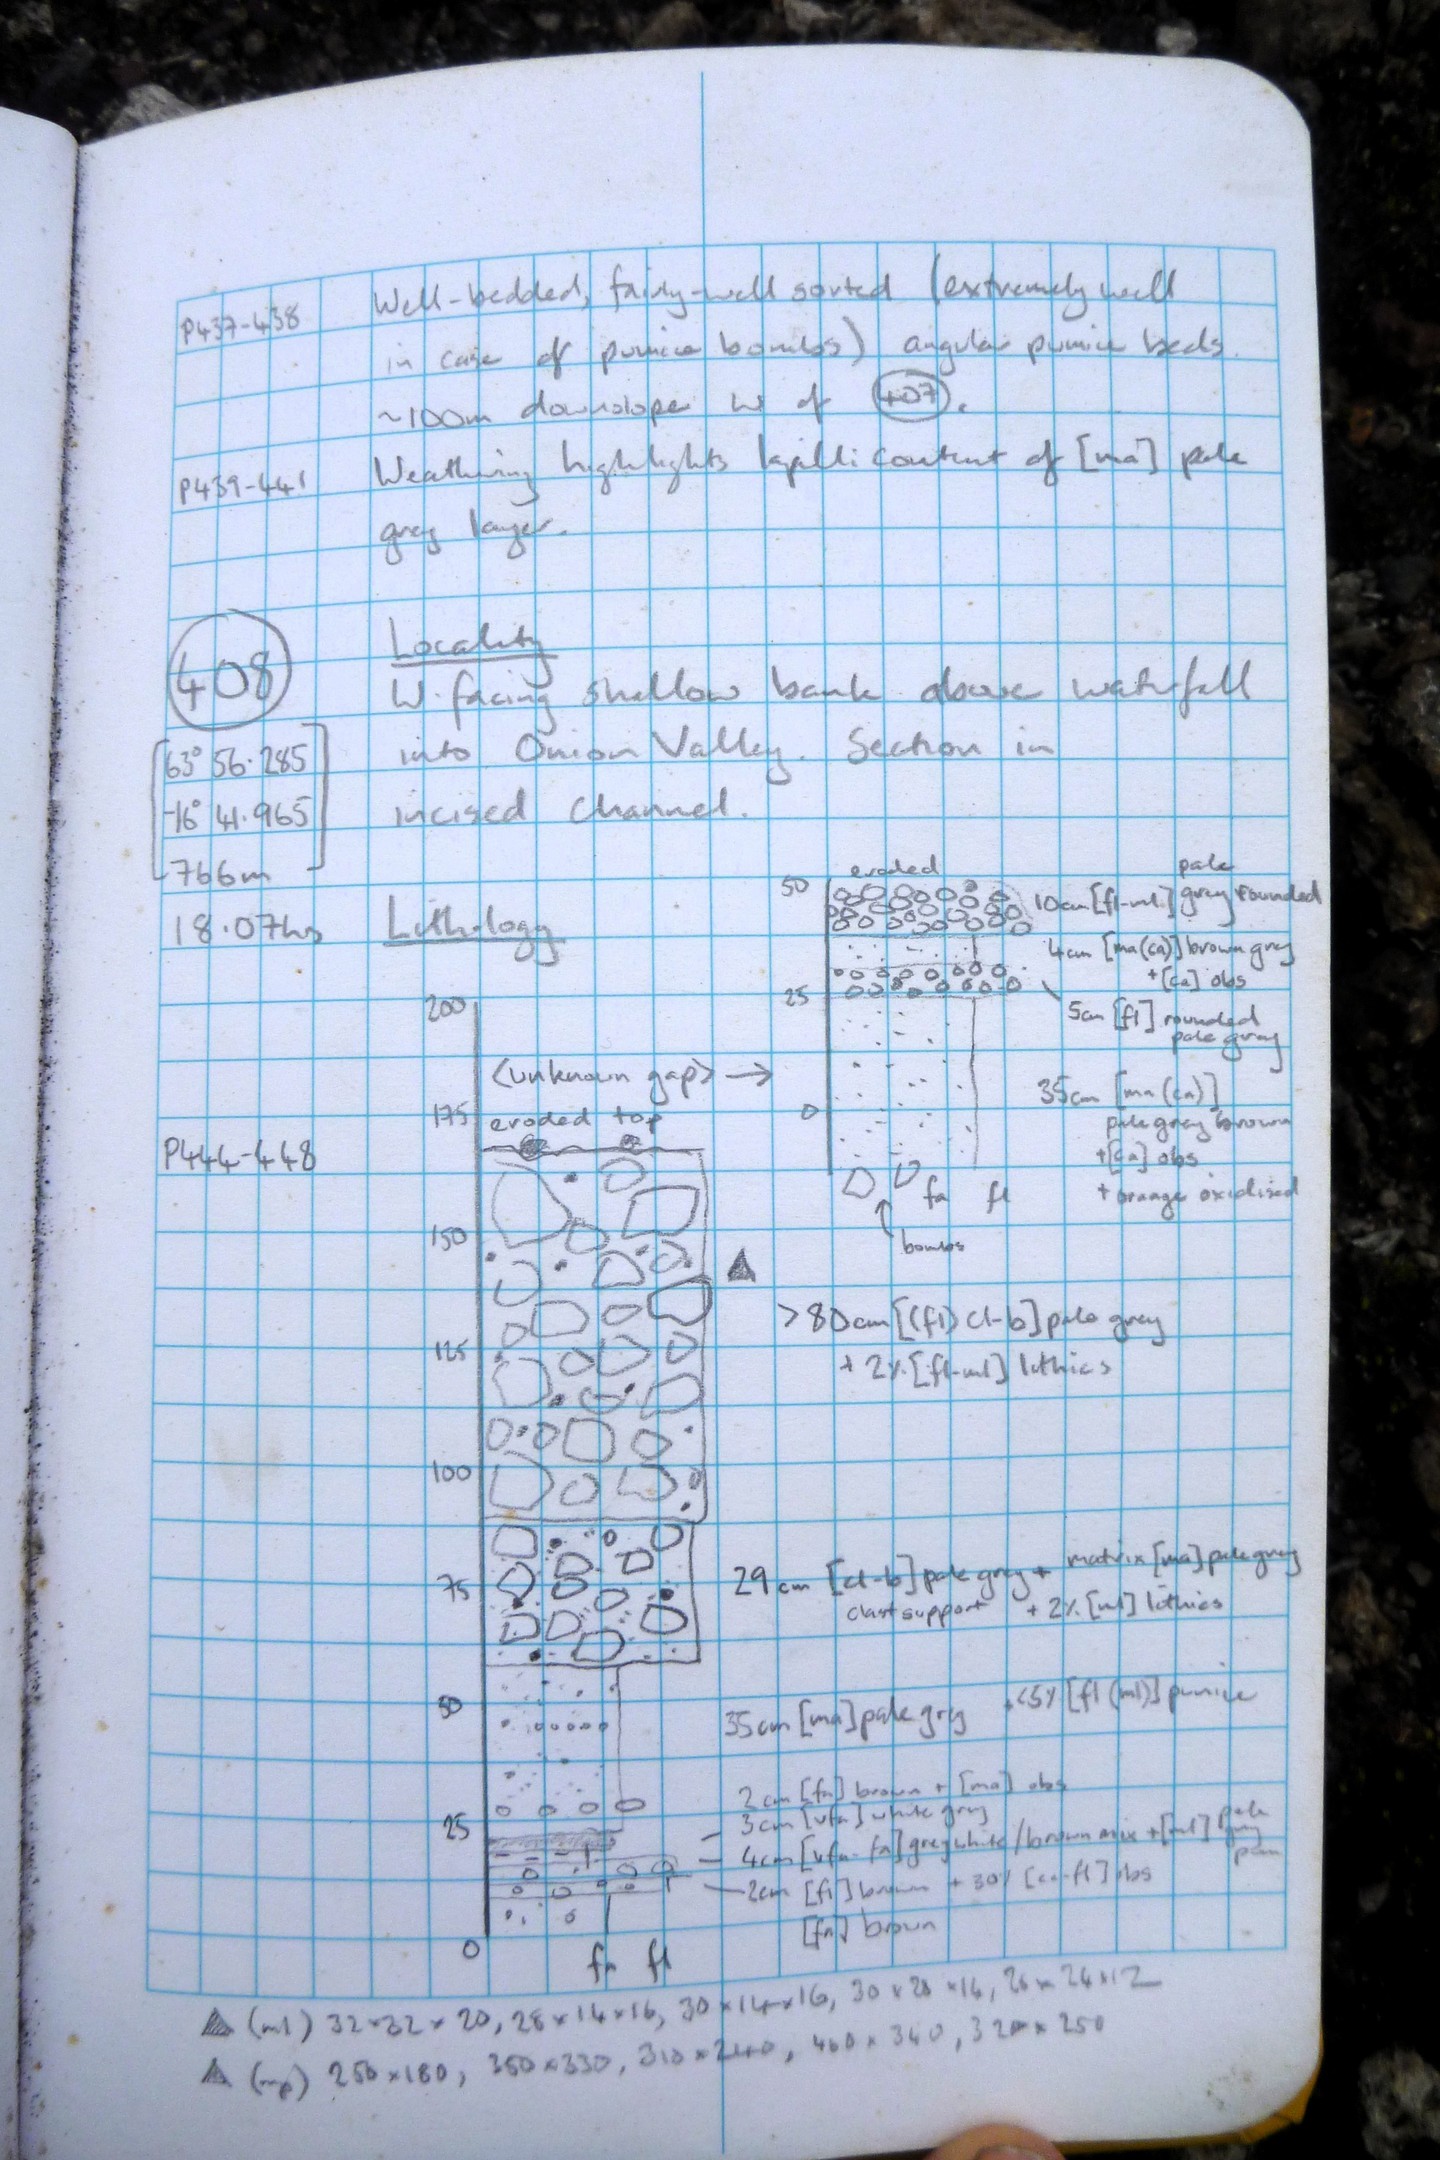 P437-438 Well-bedded, fairly-well sorted (extremely well
in case of pumice bombs) angular pumice beds
~100m downslope W of 407.
P439-441 Weathering highlights lapilli content of [ma] pale
grey layer.
408 Locality
W-facing shallow bank above waterfall
[63° 56.285 into Onion Valley. Section in
-16° 41.965 incised channel.
766m]
18.07hrs Lithology
eroded
50
10cm [fl-ml] pale grey rounded
4cm [ma(ca)] brown grey
+[ca] obs
25
5cm [fl] rounded
pale grey
0
35cm [ma(ca)]
pale grey brown
+[ca] obs
+ orange oxidised
fa fl
bombs
200
<unknown gap> →
175 eroded top
P444-448
150
>80cm [(fl) cl-b] pale grey
+ 2% [fl-ml] lithics
125
100
75
29cm [cl-b] pale grey + matrix [ma] pale grey
clast support + 2% [ml] lithics
50
35cm [ma] pale grey + <5% [fl(ml)] pumice
2cm [fa] brown + [ma] obs
25
3cm [vfa] white grey
4cm [vfa-fa] grey white/brown mix + [ml] pale grey pum
2cm [fl] brown + 30% [ca-fl] obs
[fa] brown
0
fa fl
▲ (ml) 32×32×20, 28×14×16, 30×14×16, 30×20×14, 26×24×12
▲ (mp) 250×180, 350×330, 310×240, 460×340, 320×250